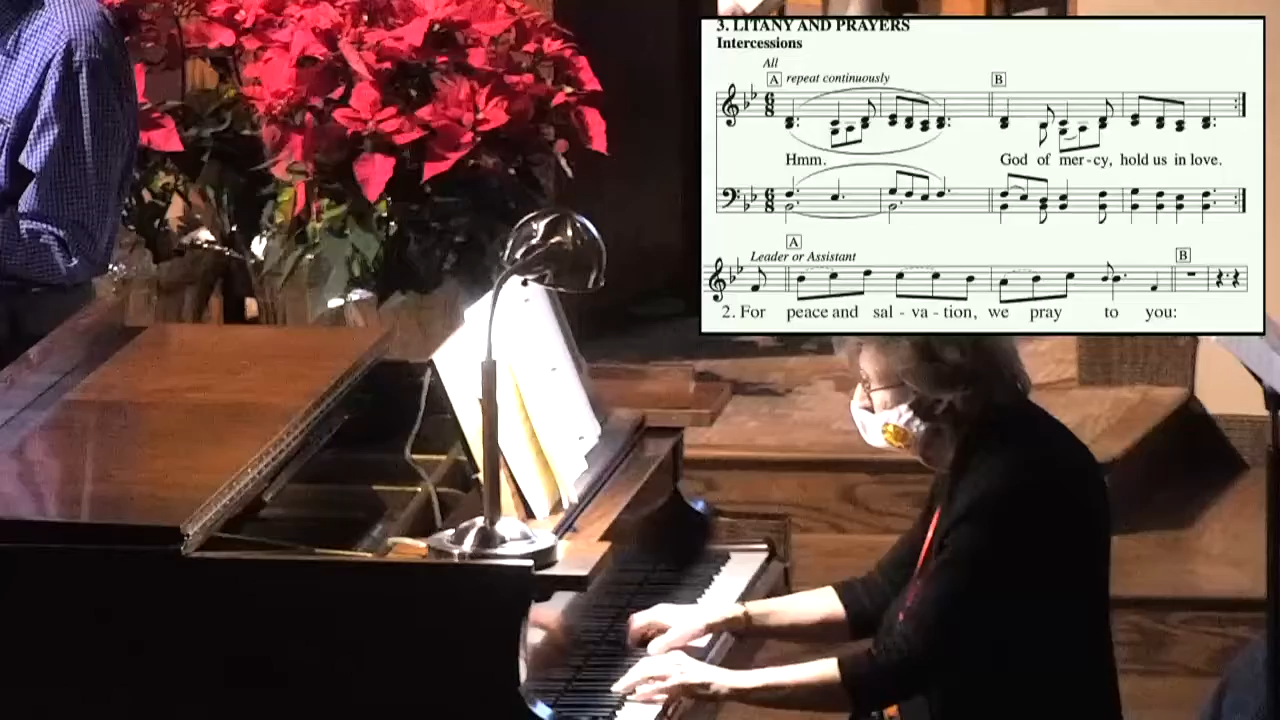 3. LITANY AND PRAYERS
Intercessions
All
A repeat continuously B
Hmm. God of mer-cy, hold us in love.
A
Leader or Assistant B
2. For peace and sal - va - tion, we pray to you: